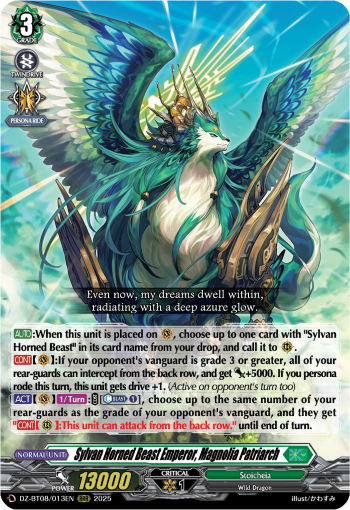 3
GRADE
TWINDRIVE
PERSONA RIDE
Even now, my dreams dwell within,
radiating with a deep azure glow.
AUTO:When this unit is placed on , choose up to one card with "Sylvan
Horned Beast" in its card name from your drop, and call it to .
CONT【 】:If your opponent's vanguard is grade 3 or greater, all of your
rear-guards can intercept from the back row, and get +5000. If you persona
rode this turn, this unit gets drive +1. (Active on opponent's turn too)
ACT【 】1/Turn: BLAST 1, choose up to the same number of your
rear-guards as the grade of your opponent's vanguard, and they get
"CONT【 】:This unit can attack from the back row." until end of turn.
NORMAL UNIT
Sylvan Horned Beast Emperor, Magnolia Patriarch
POWER
13000
CRITICAL
1
Stoicheia
Wild Dragon
DZ-BT08/013EN RRR 2025
illust/かわすみ